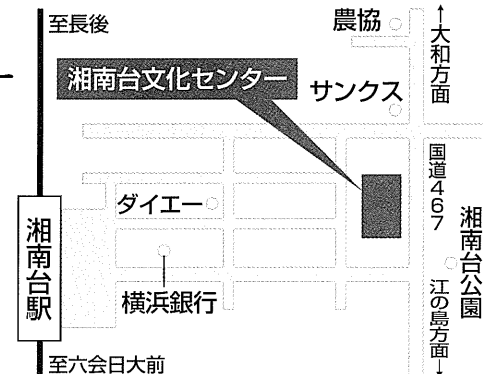 至長後
農協
←大和方面
湘南台文化センター
サンクス
国道467
ダイエー
湘南台公園
湘南台駅
横浜銀行
江の島方面→
至六会日大前